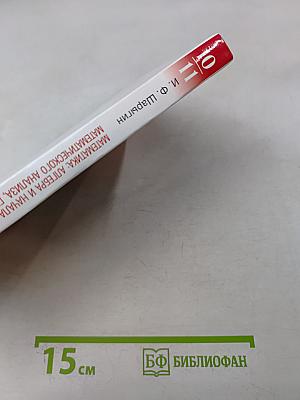 10
11
И. Ф. Шарыгин
МАТЕМАТИКА: АЛГЕБРА И НАЧАЛА
МАТЕМАТИЧЕСКОГО АНАЛИЗА,
15 см
БФ БИБЛИОФАН